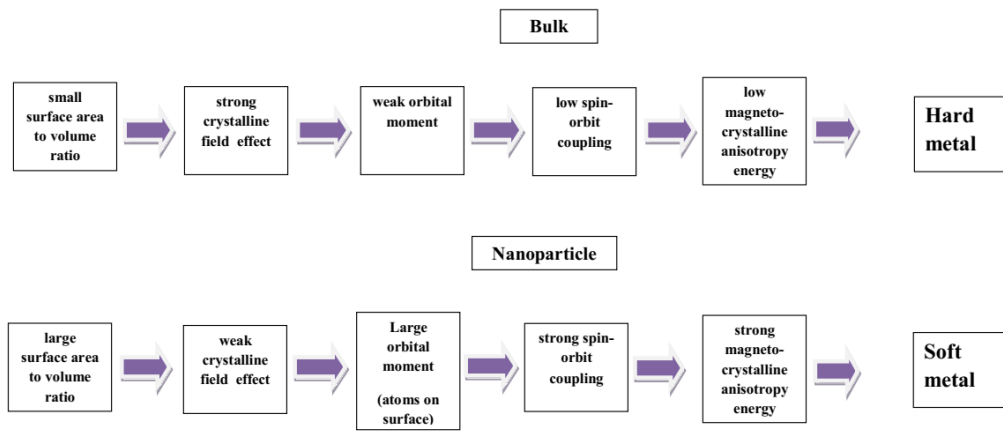 Bulk
small
surface area
to volume
ratio
strong
crystalline
field effect
weak orbital
moment
low spin-
orbit
coupling
low
magneto-
crystalline
anisotropy
energy
Hard
metal
Nanoparticle
large
surface area
to volume
ratio
weak
crystalline
field effect
Large
orbital
moment
(atoms on
surface)
strong spin-
orbit
coupling
strong
magneto-
crystalline
anisotropy
energy
Soft
metal